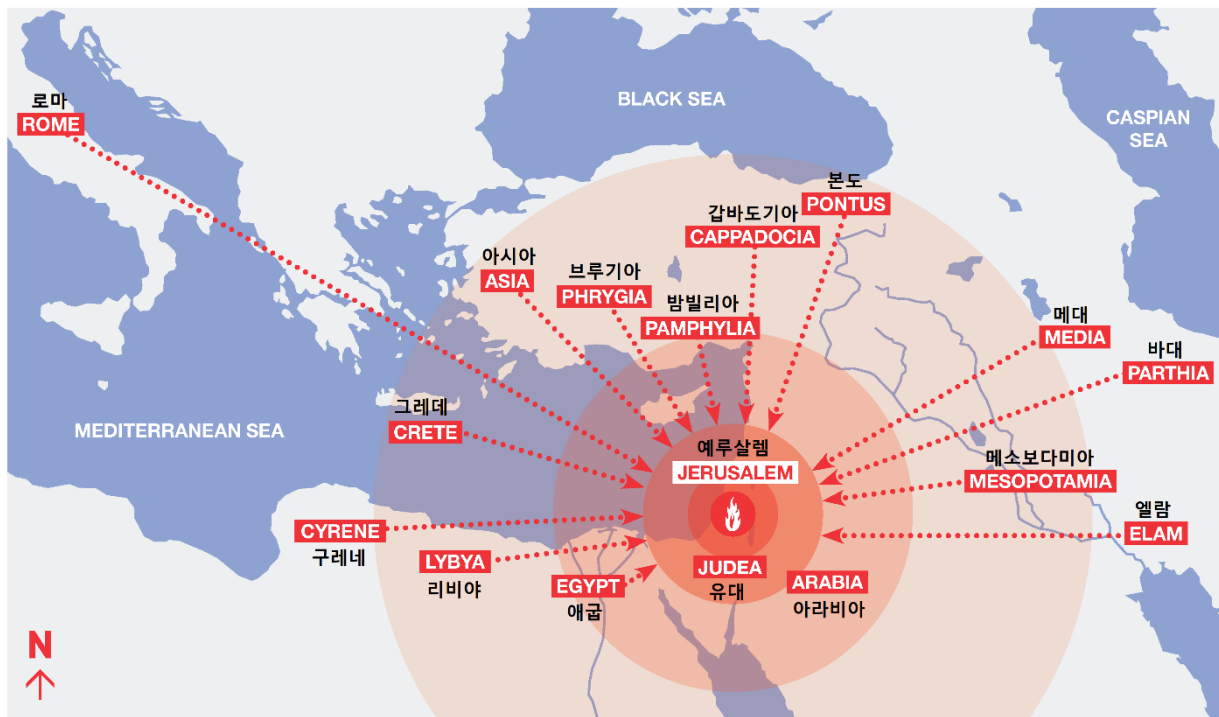 로마
ROME
BLACK SEA
CASPIAN
SEA
본도
PONTUS
갑바도기아
CAPPADOCIA
아시아
ASIA
브루기아
PHRYGIA
밤빌리아
PAMPHYLIA
메대
MEDIA
바대
PARTHIA
그레데
CRETE
MEDITERRANEAN SEA
예루살렘
JERUSALEM
메소보다미아
MESOPOTAMIA
엘람
ELAM
CYRENE
구레네
LYBYA
리비야
EGYPT
애굽
JUDEA
유대
ARABIA
아라비아
N